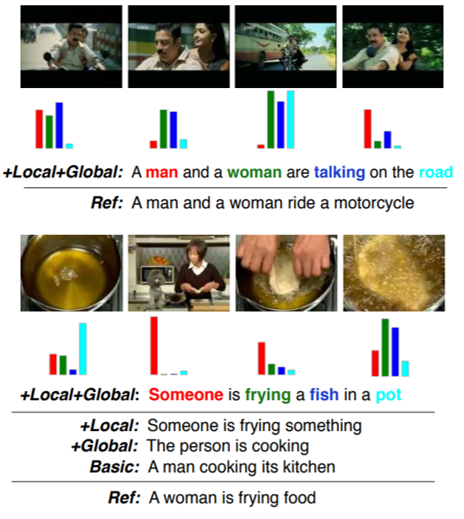 +Local+Global: A man and a woman are talking on the road
Ref: A man and a woman ride a motorcycle
+Local+Global: Someone is frying a fish in a pot
+Local: Someone is frying something
+Global: The person is cooking
Basic: A man cooking its kitchen
Ref: A woman is frying food